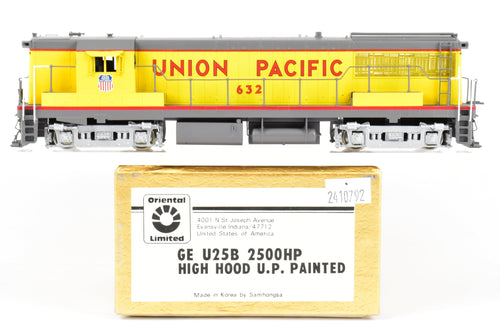 UNION PACIFIC
632
Oriental
Limited
4001 N St Joseph Avenue
Evansville Indiana/47712
United States of America
2410792
GE U25B 2500HP
HIGH HOOD U.P. PAINTED
Made in Korea by Samhongsa